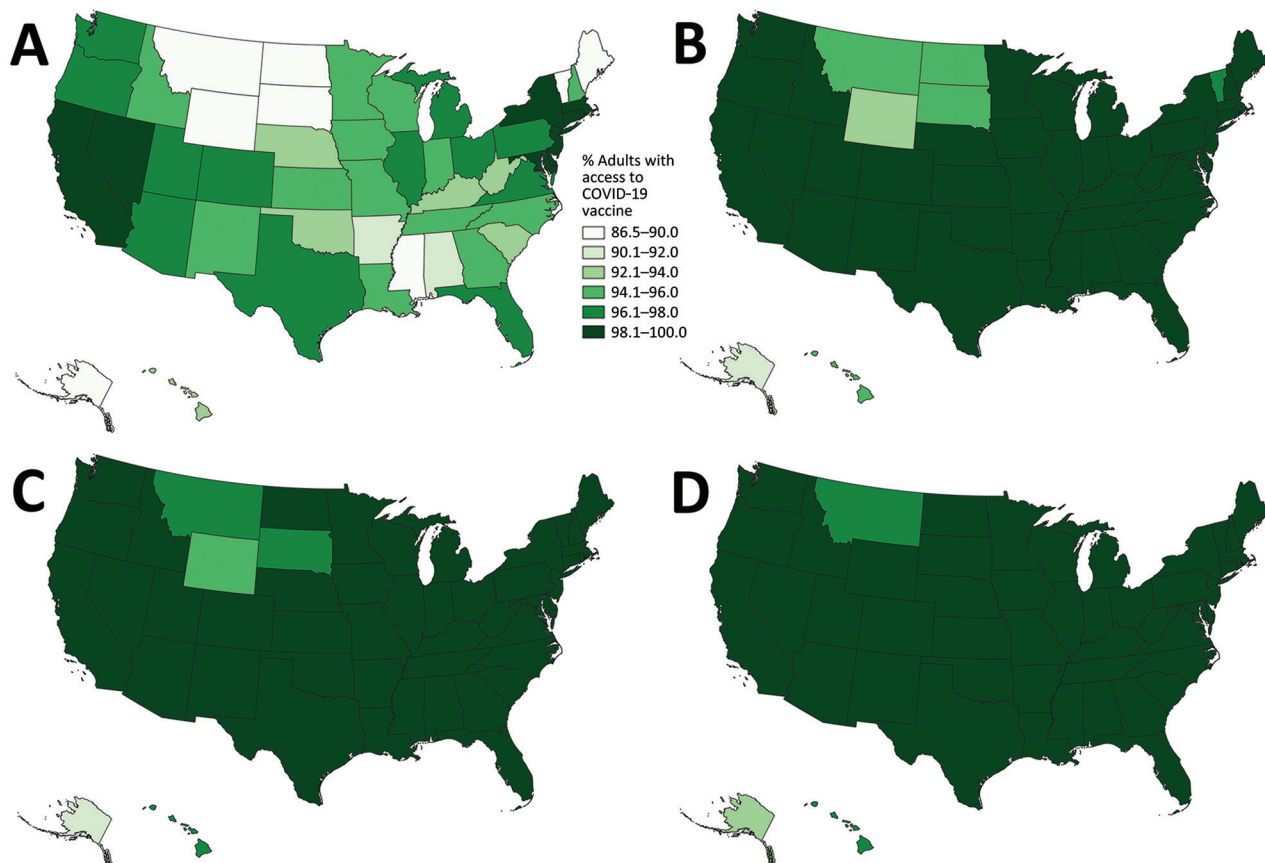 A
B
% Adults with
access to
COVID-19
vaccine
86.5–90.0
90.1–92.0
92.1–94.0
94.1–96.0
96.1–98.0
98.1–100.0
C
D